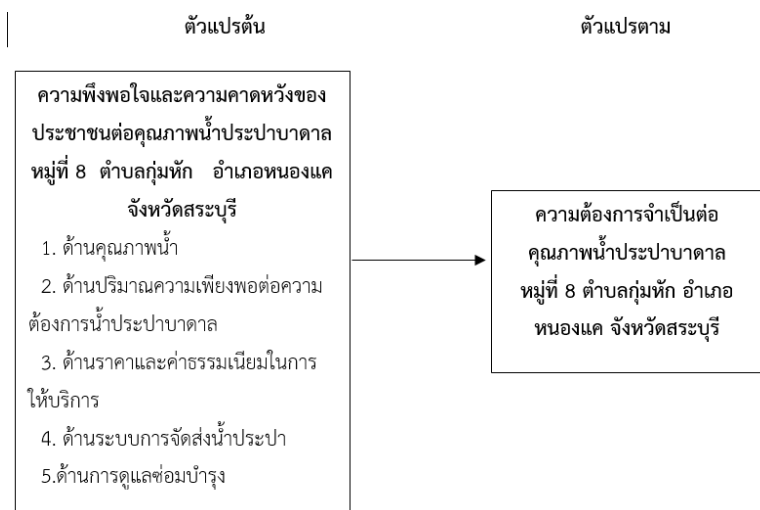 ตัวแปรต้น
ความพึงพอใจและความคาดหวังของ
ประชาชนต่อคุณภาพน้ำประปาบาดาล
หมู่ที่ 8 ตำบลกุ่มหัก อำเภอหนองแค
จังหวัดสระบุรี
1. ด้านคุณภาพน้ำ
2. ด้านปริมาณความเพียงพอต่อความ
ต้องการน้ำประปาบาดาล
3. ด้านราคาและค่าธรรมเนียมในการ
ให้บริการ
4. ด้านระบบการจัดส่งน้ำประปา
5.ด้านการดูแลซ่อมบำรุง
ตัวแปรตาม
ความต้องการจำเป็นต่อ
คุณภาพน้ำประปาบาดาล
หมู่ที่ 8 ตำบลกุ่มหัก อำเภอ
หนองแค จังหวัดสระบุรี